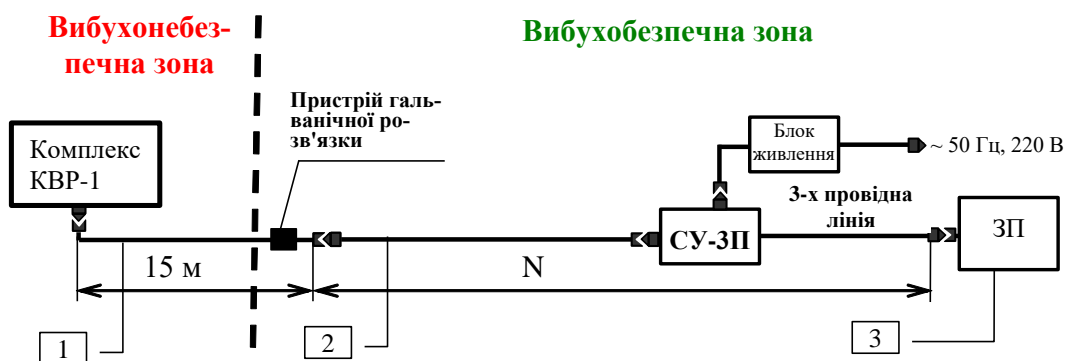 Вибухонебез-
печна зона
Вибухобезпечна зона
Пристрій галь-
ванічної ро-
зв'язки
Комплекс
КВР-1
Блок
живлення
~ 50 Гц, 220 В
3-х провідна
лінія
СУ-ЗП
ЗП
15 м
N
1
2
3